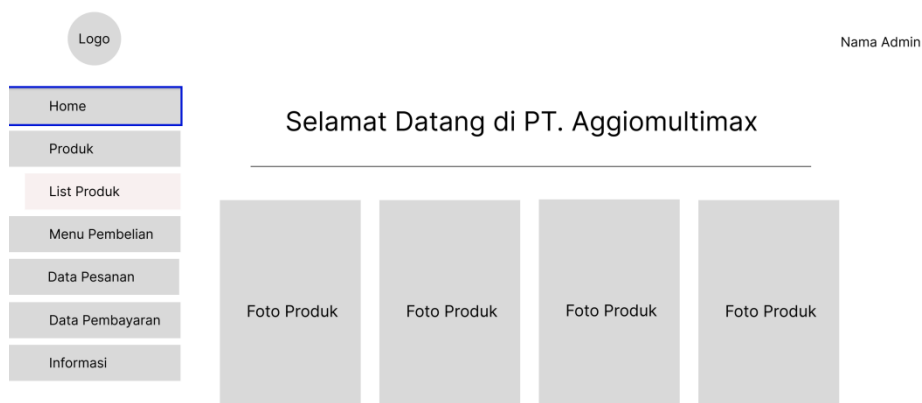 Logo
Nama Admin
Home
Produk
List Produk
Menu Pembelian
Data Pesanan
Data Pembayaran
Informasi
Selamat Datang di PT. Aggiomultimax
Foto Produk
Foto Produk
Foto Produk
Foto Produk